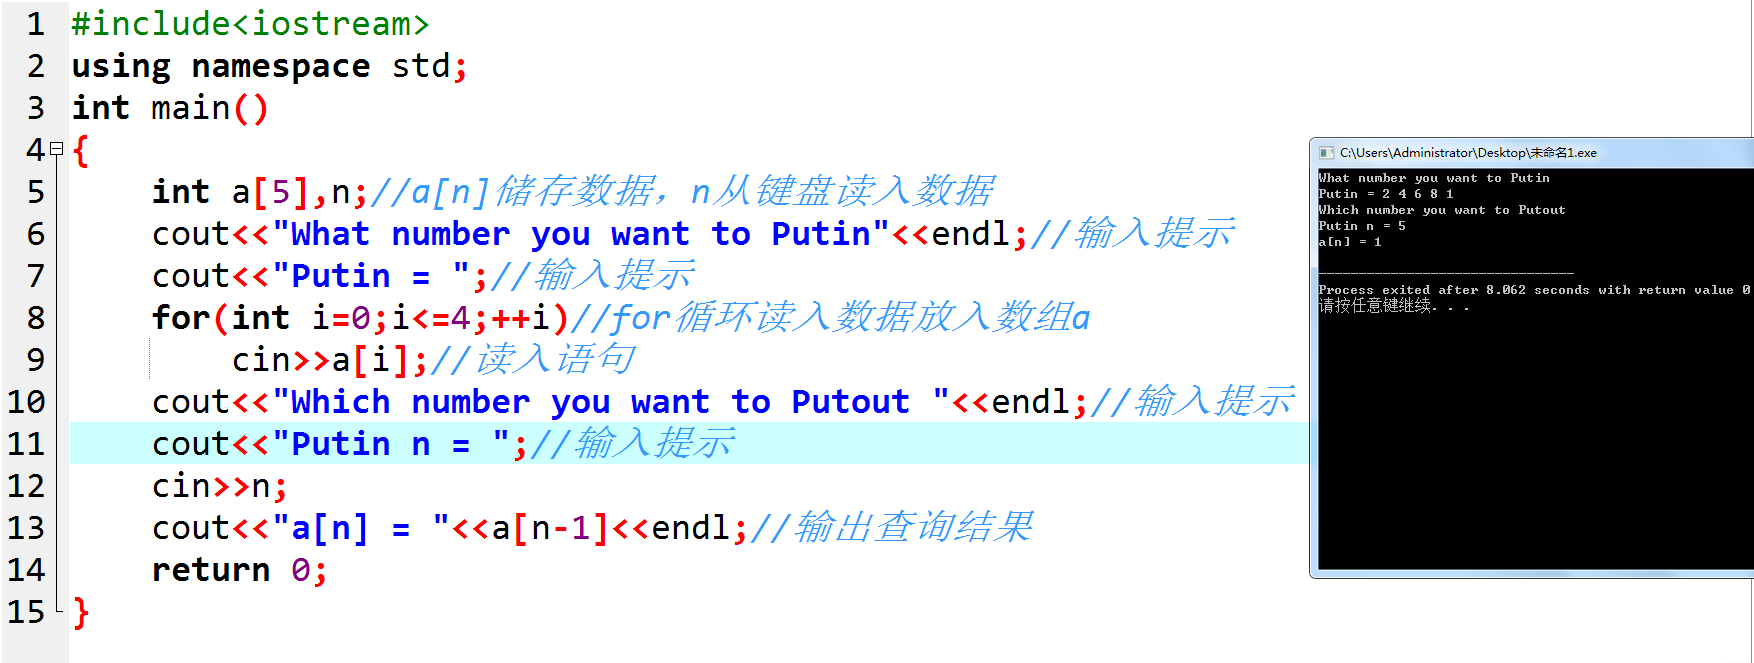 1 #include<iostream>
2 using namespace std;
3 int main()
4 {
5 int a[5],n;//a[n]储存数据，n从键盘读入数据
6 cout<<"What number you want to Putin"<<endl;//输入提示
7 cout<<"Putin = ";//输入提示
8 for(int i=0;i<=4;++i)//for循环读入数据放入数组a
9 cin>>a[i];//读入语句
10 cout<<"Which number you want to Putout "<<endl;//输入提示
11 cout<<"Putin n = ";//输入提示
12 cin>>n;
13 cout<<"a[n] = "<<a[n-1]<<endl;//输出查询结果
14 return 0;
15 }
C:\Users\Administrator\Desktop\未命名1.exe
What number you want to Putin
Putin = 2 4 6 8 1
Which number you want to Putout
Putin n = 5
a[n] = 1
--------------------------------
Process exited after 8.062 seconds with return value 0
请按任意键继续. . .